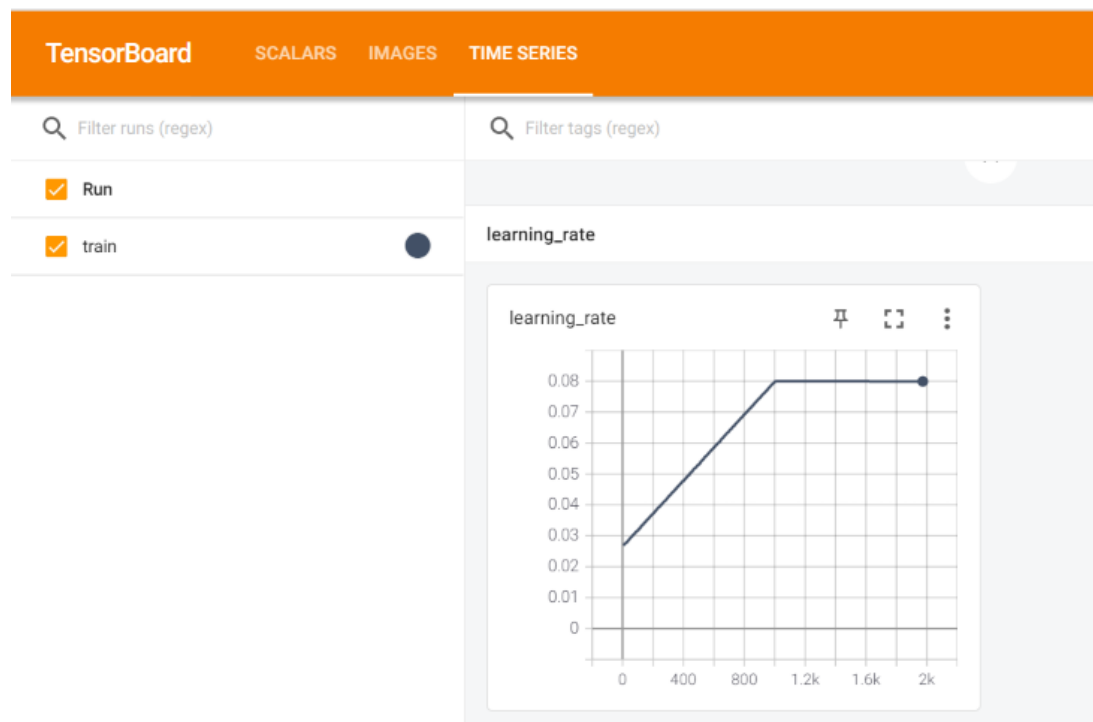 TensorBoard SCALARS IMAGES TIME SERIES
Filter runs (regex)
Filter tags (regex)
Run
train
learning_rate
learning_rate
0.08
0.07
0.06
0.05
0.04
0.03
0.02
0.01
0
0 400 800 1.2k 1.6k 2k